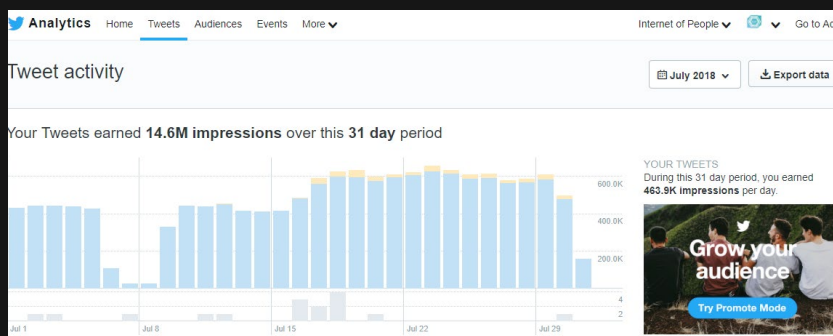 Analytics Home Tweets Audiences Events More Internet of People Go to
Tweet activity
July 2018 Export data
Your Tweets earned 14.6M impressions over this 31 day period
YOUR TWEETS
During this 31 day period, you earned
463.9K impressions per day.
600.0K
400.0K
200.0K
Grow your
audience
Try Promote Mode
4
2
Jul 1 Jul 8 Jul 15 Jul 22 Jul 29